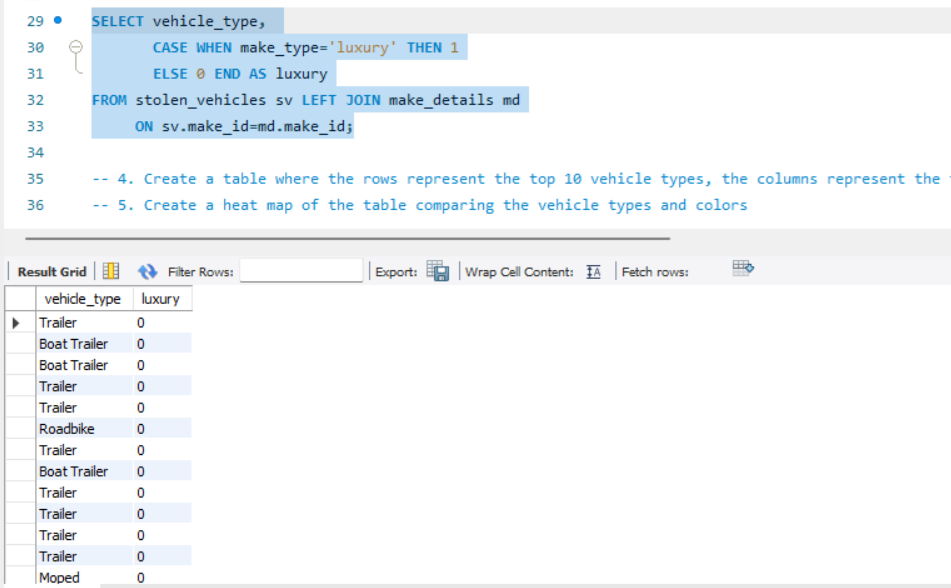 29 SELECT vehicle_type,
30 CASE WHEN make_type='luxury' THEN 1
31 ELSE 0 END AS luxury
32 FROM stolen_vehicles sv LEFT JOIN make_details md
33 ON sv.make_id=md.make_id;
34
35 -- 4. Create a table where the rows represent the top 10 vehicle types, the columns represent the
36 -- 5. Create a heat map of the table comparing the vehicle types and colors
Result Grid Filter Rows: Export: Wrap Cell Content: Fetch rows:
vehicle_type luxury
Trailer 0
Boat Trailer 0
Boat Trailer 0
Trailer 0
Trailer 0
Roadbike 0
Trailer 0
Boat Trailer 0
Trailer 0
Trailer 0
Trailer 0
Trailer 0
Moped 0